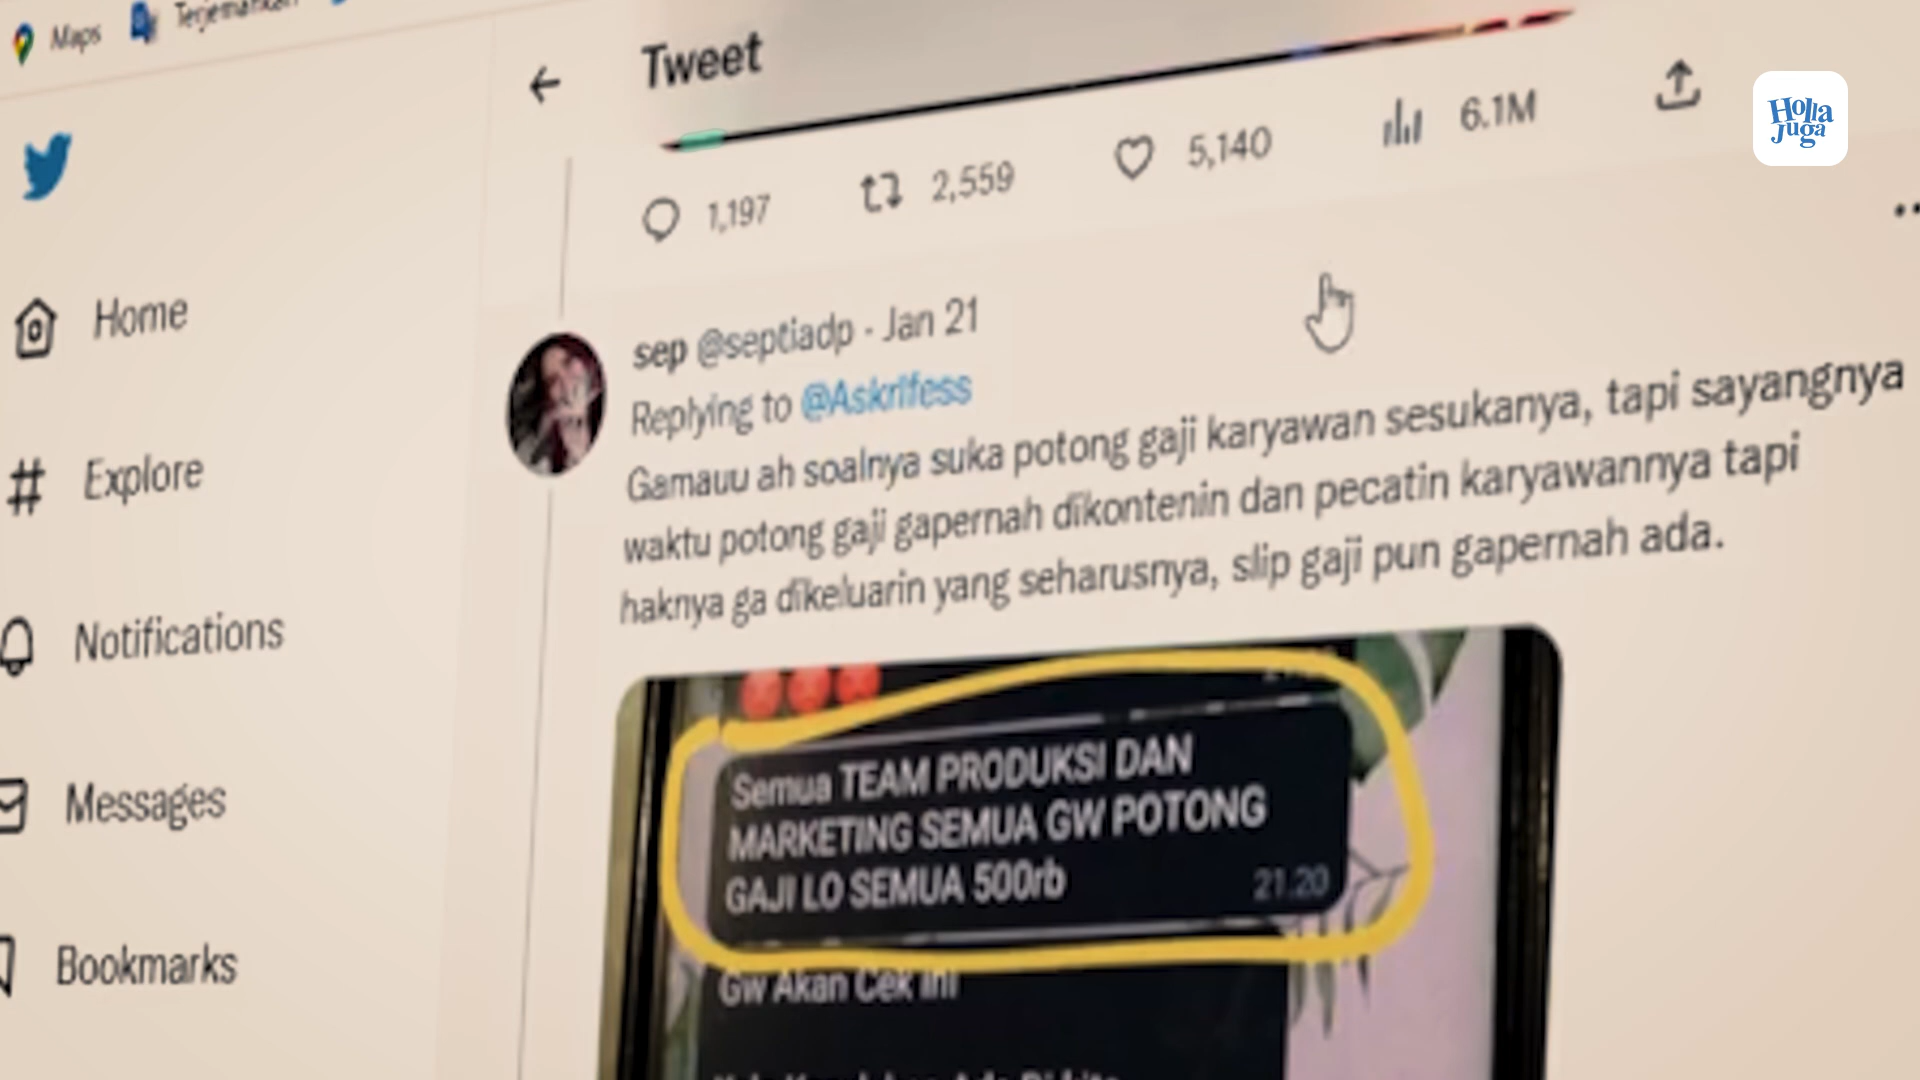 Maps Terjemahkan
Tweet
1,197 2,559 5,140 6.1M
Holla
Juga
Home
Explore
Notifications
Messages
Bookmarks
sep @septiadp · Jan 21
Replying to @Askrlfess
Gamauu ah soalnya suka potong gaji karyawan sesukanya, tapi sayangnya
waktu potong gaji gapernah dikontenin dan pecatin karyawannya tapi
haknya ga dikeluarin yang seharusnya, slip gaji pun gapernah ada.
Semua TEAM PRODUKSI DAN
MARKETING SEMUA GW POTONG
GAJI LO SEMUA 500rb
21.20
Gw Akan Cek Ini